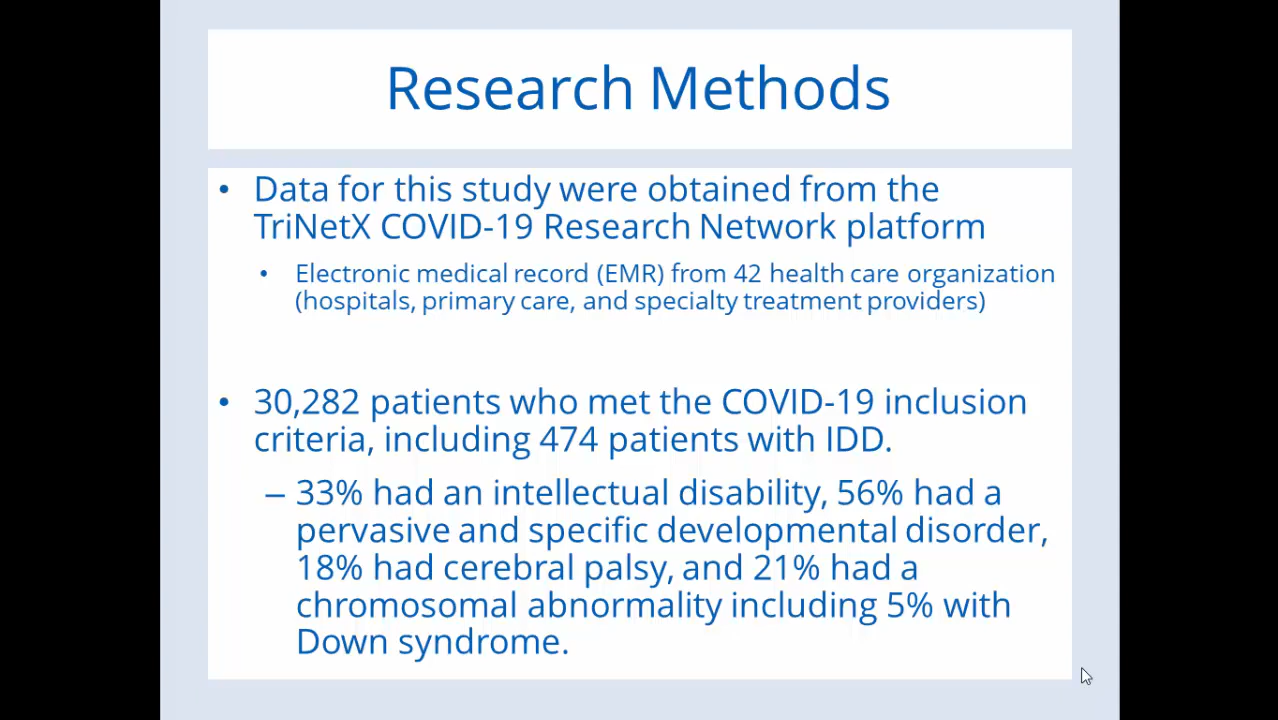 Research Methods
• Data for this study were obtained from the
TriNetX COVID-19 Research Network platform
• Electronic medical record (EMR) from 42 health care organization
(hospitals, primary care, and specialty treatment providers)
• 30,282 patients who met the COVID-19 inclusion
criteria, including 474 patients with IDD.
– 33% had an intellectual disability, 56% had a
pervasive and specific developmental disorder,
18% had cerebral palsy, and 21% had a
chromosomal abnormality including 5% with
Down syndrome.